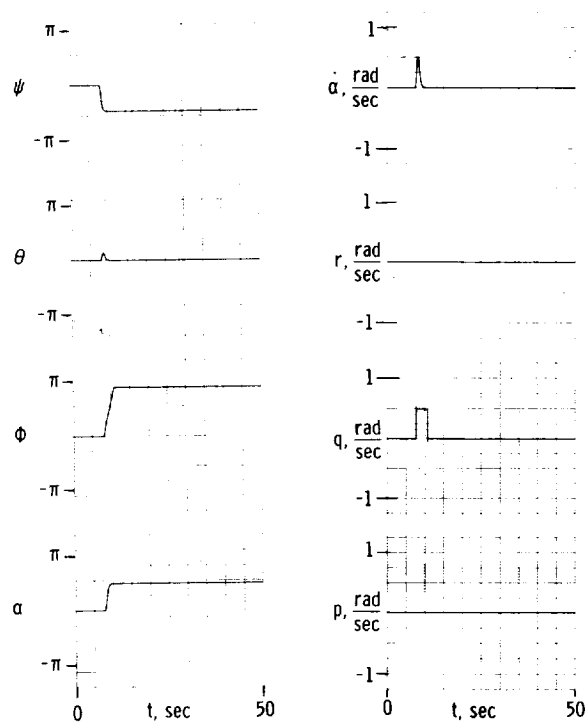 π
ψ
-π
π
θ
-π
π
Φ
-π
π
α
-π
0
50
t, sec
1
α̇, rad/sec
-1
1
r, rad/sec
-1
1
q, rad/sec
-1
1
p, rad/sec
-1
0
50
t, sec